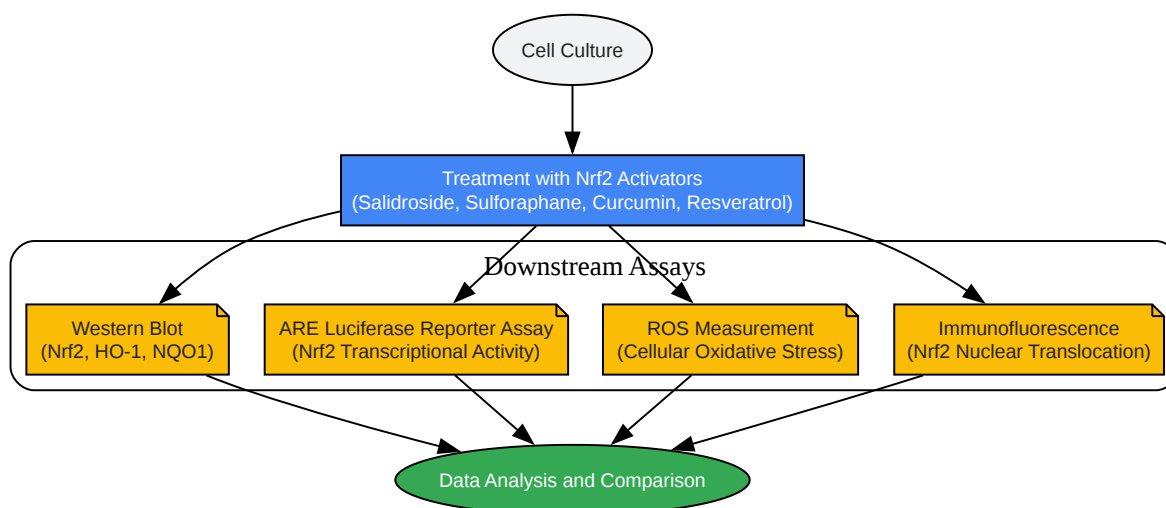 Cell Culture
Treatment with Nrf2 Activators
(Salidroside, Sulforaphane, Curcumin, Resveratrol)
Downstream Assays
Western Blot
(Nrf2, HO-1, NQO1)
ARE Luciferase Reporter Assay
(Nrf2 Transcriptional Activity)
ROS Measurement
(Cellular Oxidative Stress)
Immunofluorescence
(Nrf2 Nuclear Translocation)
Data Analysis and Comparison